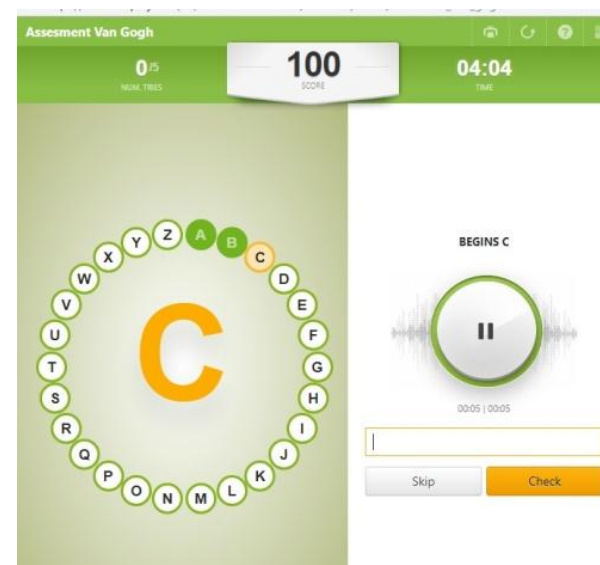 Assesment Van Gogh
0/5
NUM. TRIES
100
SCORE
04:04
TIME
A
B
C
D
E
F
G
H
I
J
K
L
M
N
O
P
Q
R
S
T
U
V
W
X
Y
Z
C
BEGINS C
00:05 | 00:05
Skip
Check